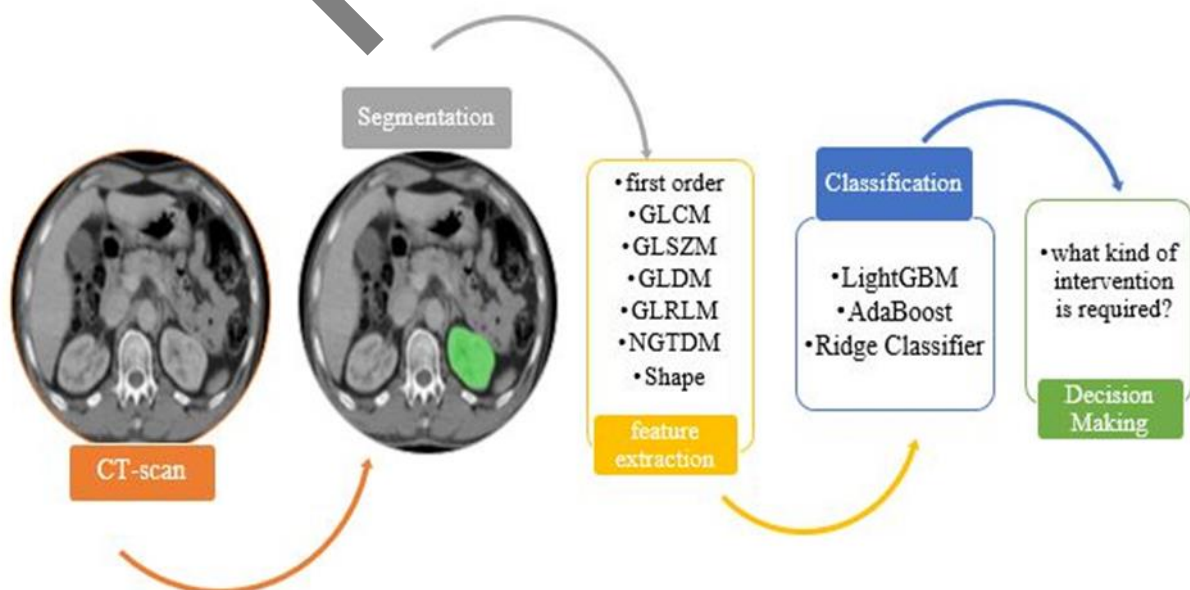 Segmentation
CT-scan
•first order
•GLCM
•GLSZM
•GLDM
•GLRLM
•NGTDM
•Shape
feature
extraction
Classification
•LightGBM
•AdaBoost
•Ridge Classifier
•what kind of
intervention
is required?
Decision
Making